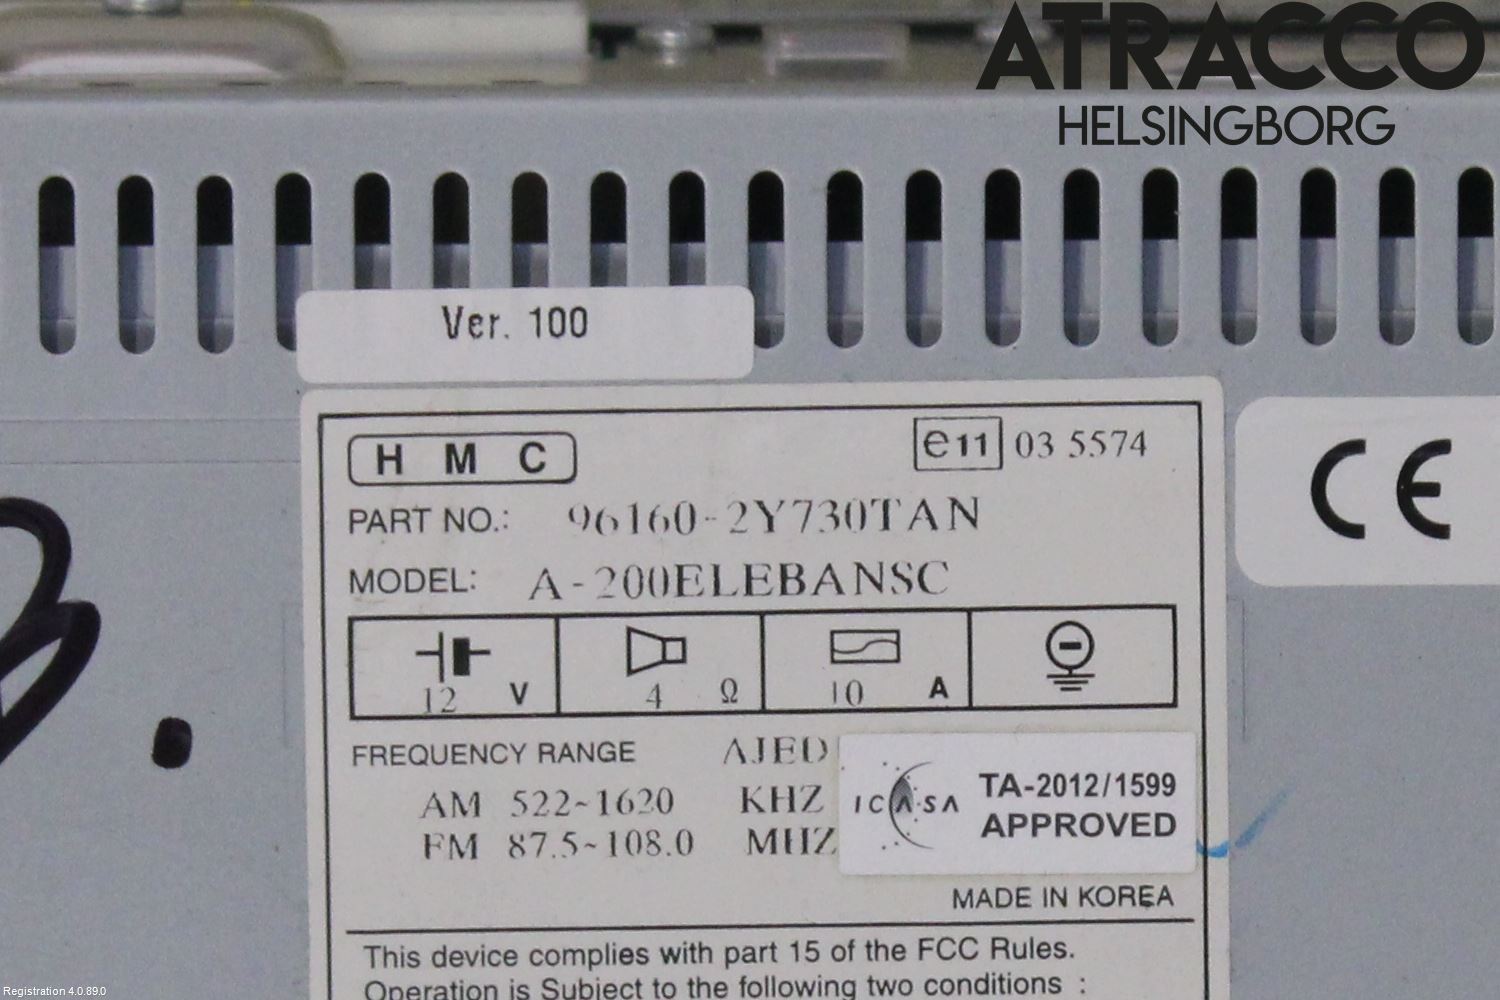 ATRACCO
HELSINGBORG
Ver. 100
HMC
e11 03 5574
PART NO.: 96160-2Y730TAN
MODEL: A-200ELEBANSC
12 V 4 Ω 10 A
FREQUENCY RANGE AJED
AM 522~1620 KHZ
FM 87.5~108.0 MHZ
ICASA TA-2012/1599
APPROVED
MADE IN KOREA
CE
This device complies with part 15 of the FCC Rules.
Operation is Subject to the following two conditions :
Registration 4.0.89.0